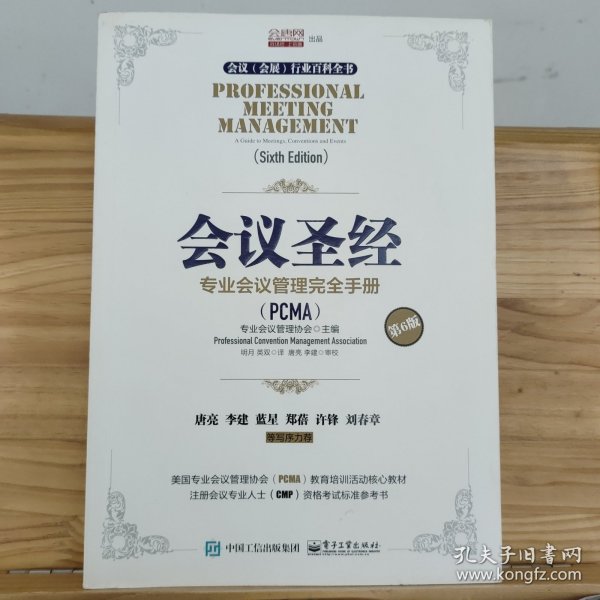 会唐网
出品
会议（会展）行业百科全书
PROFESSIONAL
MEETING
MANAGEMENT
A Guide to Meetings, Conventions and Events
(Sixth Edition)
会议圣经
专业会议管理完全手册
(PCMA)
专业会议管理协会◎主编
第6版
Professional Convention Management Association
明月 英双◎译 唐亮 李建◎审校
唐亮 李建 蓝星 郑蓓 许锋 刘春章
等写序力荐
美国专业会议管理协会（PCMA）教育培训活动核心教材
注册会议专业人士（CMP）资格考试标准参考书
中国工信出版集团
电子工业出版社
PUBLISHING HOUSE OF ELECTRONICS INDUSTRY
孔夫子旧书网
www.kongfz.com